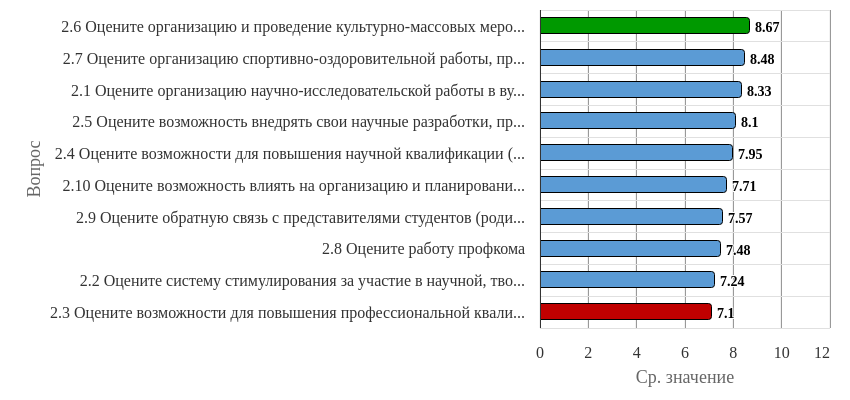 2.6 Оцените организацию и проведение культурно-массовых меро... 8.67
2.7 Оцените организацию спортивно-оздоровительной работы, пр... 8.48
2.1 Оцените организацию научно-исследовательской работы в ву... 8.33
2.5 Оцените возможность внедрять свои научные разработки, пр... 8.1
2.4 Оцените возможности для повышения научной квалификации (... 7.95
2.10 Оцените возможность влиять на организацию и планировани... 7.71
2.9 Оцените обратную связь с представителями студентов (роди... 7.57
2.8 Оцените работу профкома 7.48
2.2 Оцените систему стимулирования за участие в научной, тво... 7.24
2.3 Оцените возможности для повышения профессиональной квали... 7.1
Вопрос
0 2 4 6 8 10 12
Ср. значение